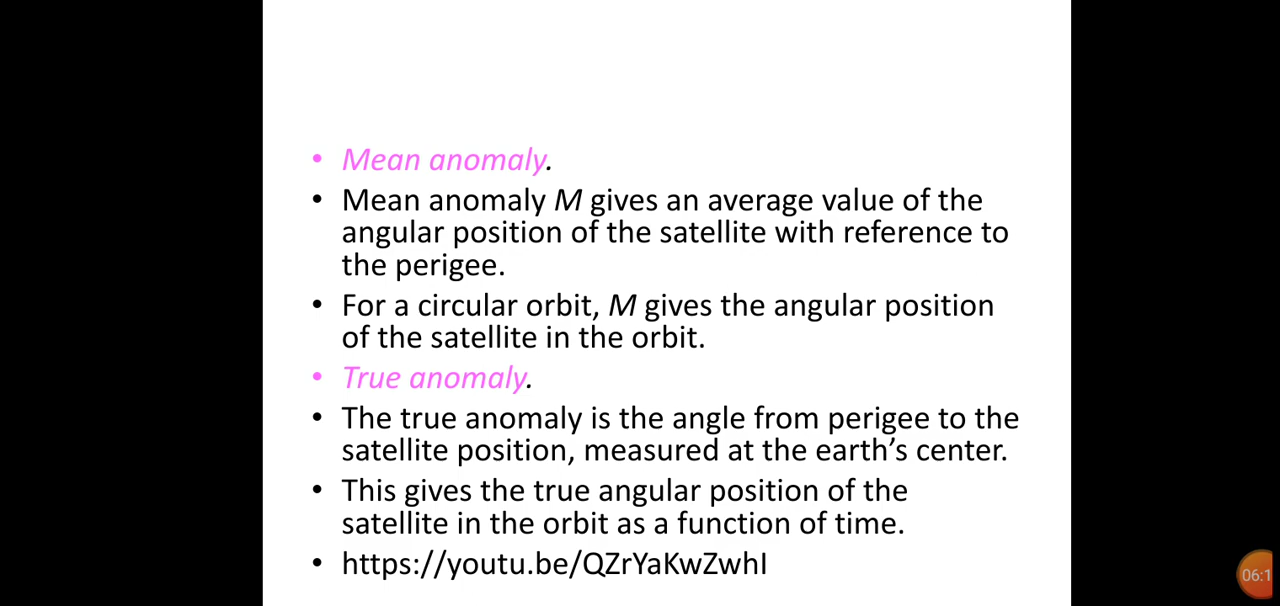 • Mean anomaly.
• Mean anomaly M gives an average value of the
angular position of the satellite with reference to
the perigee.
• For a circular orbit, M gives the angular position
of the satellite in the orbit.
• True anomaly.
• The true anomaly is the angle from perigee to the
satellite position, measured at the earth’s center.
• This gives the true angular position of the
satellite in the orbit as a function of time.
• https://youtu.be/QZrYaKwZwhI
06:1